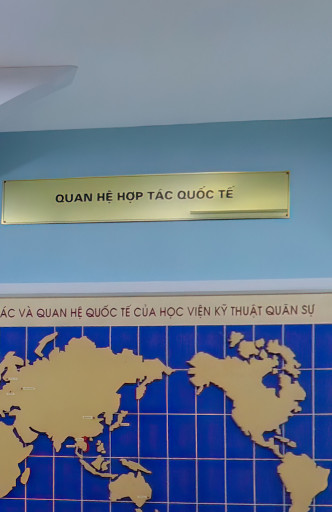 QUAN HỆ HỢP TÁC QUỐC TẾ
ÁC VÀ QUAN HỆ QUỐC TẾ CỦA HỌC VIỆN KỸ THUẬT QUÂN SỰ